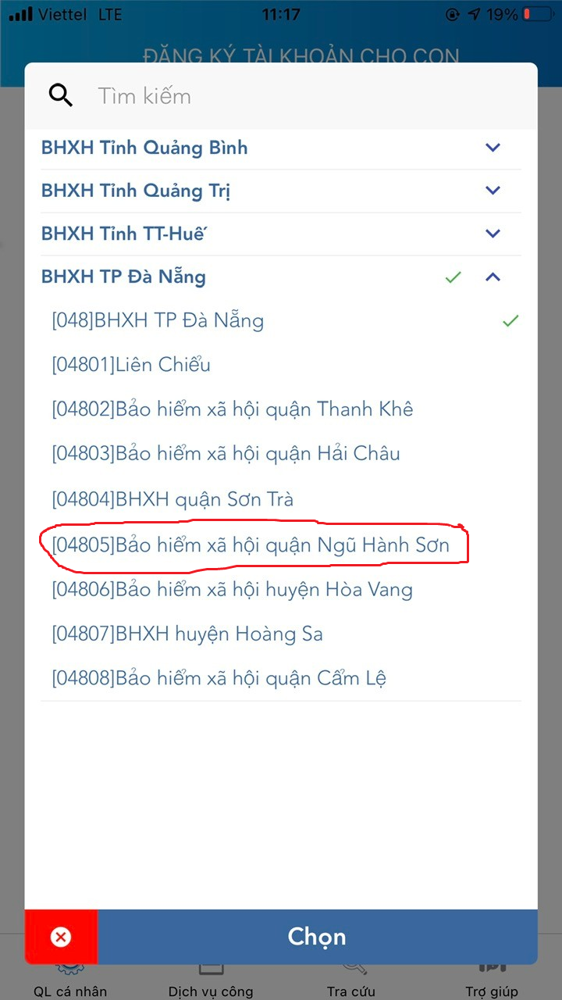 Viettel LTE 11:17 19%
ĐĂNG KÝ TÀI KHOẢN CHO CON
Tìm kiếm
BHXH Tỉnh Quảng Bình
BHXH Tỉnh Quảng Trị
BHXH Tỉnh TT-Huế
BHXH TP Đà Nẵng
[048]BHXH TP Đà Nẵng
[04801]Liên Chiểu
[04802]Bảo hiểm xã hội quận Thanh Khê
[04803]Bảo hiểm xã hội quận Hải Châu
[04804]BHXH quận Sơn Trà
[04805]Bảo hiểm xã hội quận Ngũ Hành Sơn
[04806]Bảo hiểm xã hội huyện Hòa Vang
[04807]BHXH huyện Hoàng Sa
[04808]Bảo hiểm xã hội quận Cẩm Lệ
Chọn
QL cá nhân Dịch vụ công Tra cứu Trợ giúp